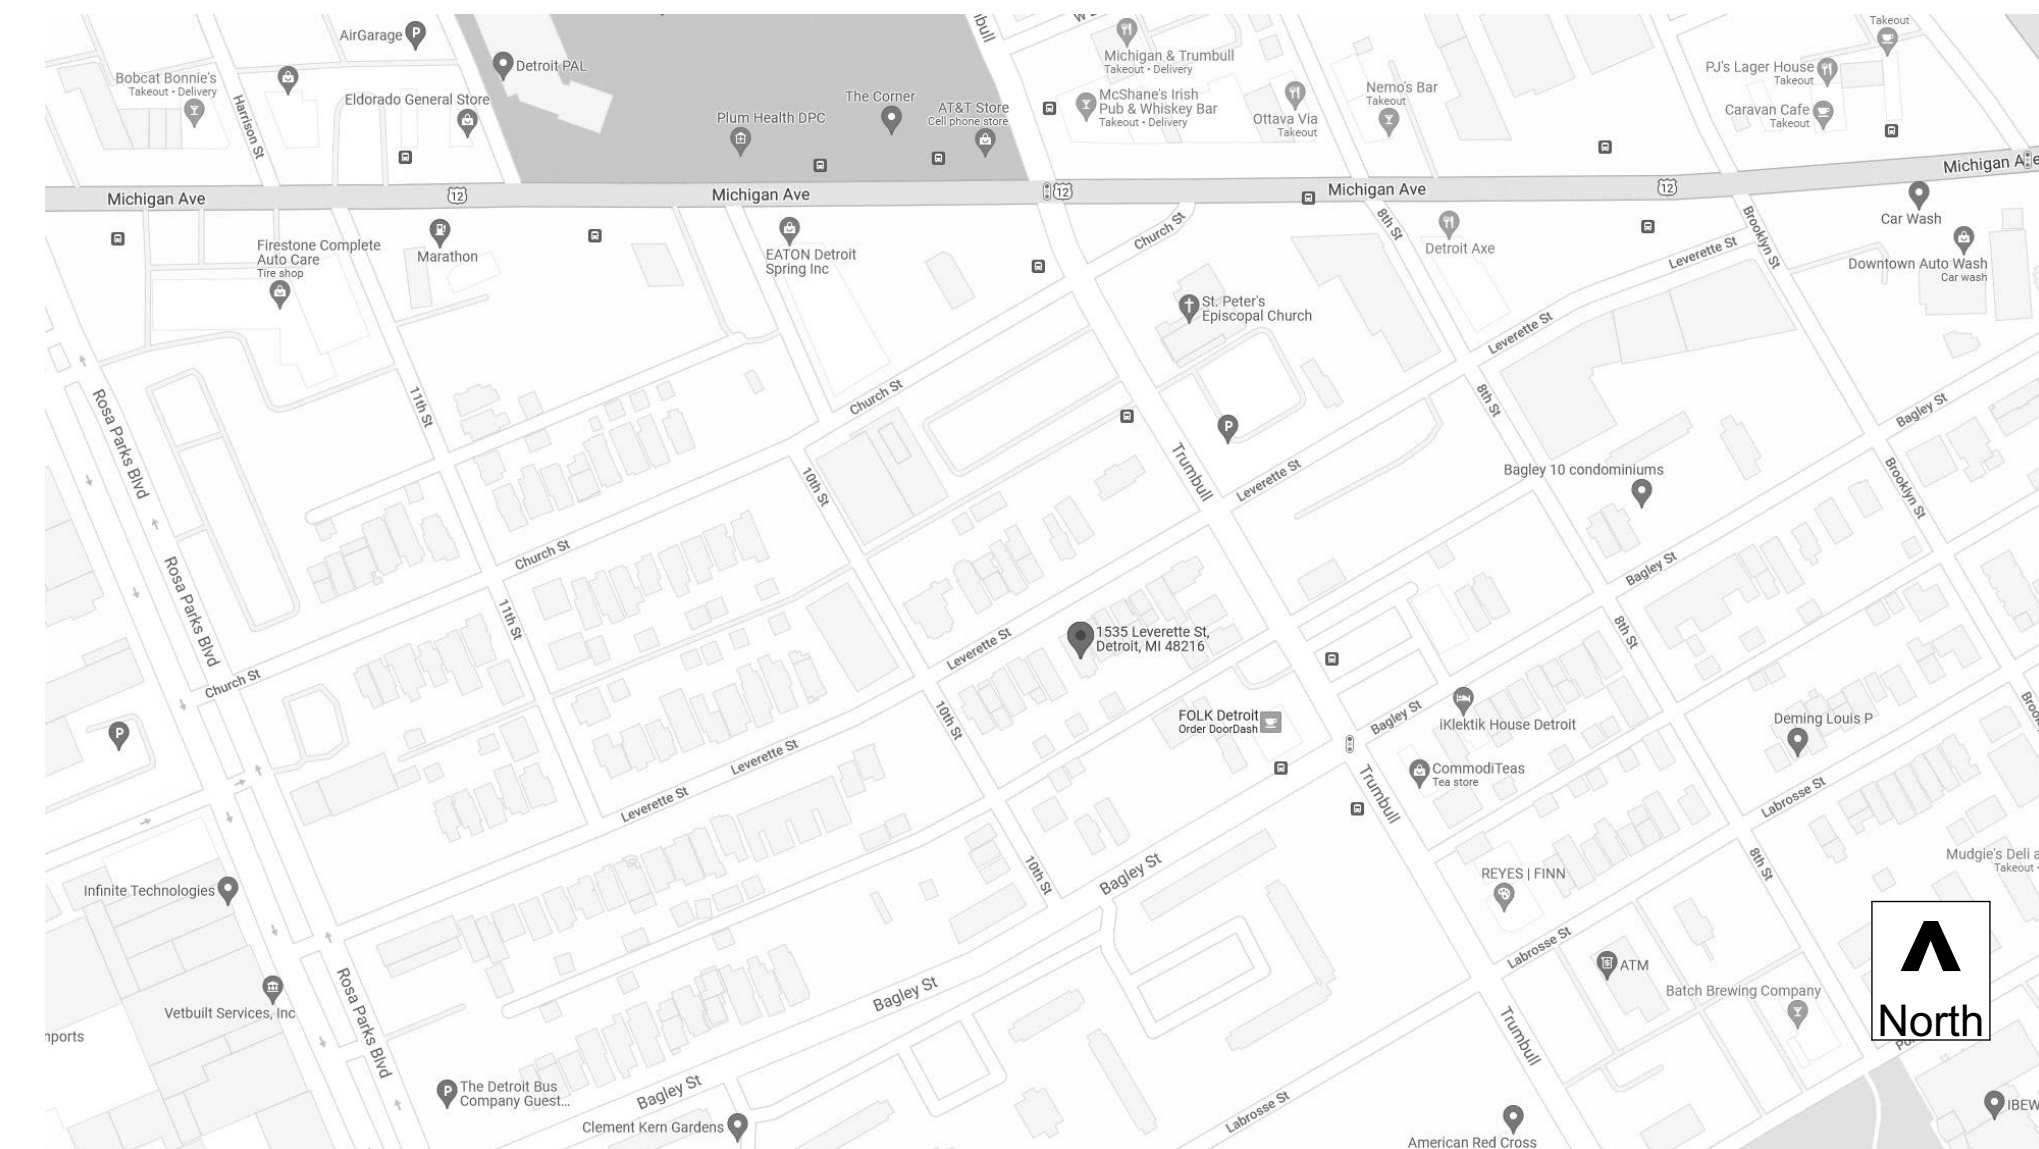 AirGarage
Detroit PAL
Bobcat Bonnie's
Takeout • Delivery
Harrison St
Eldorado General Store
Plum Health DPC
The Corner
AT&T Store
Cell phone store
Michigan & Trumbull
Takeout • Delivery
McShane's Irish
Pub & Whiskey Bar
Takeout • Delivery
Ottava Via
Takeout
Nemo's Bar
Takeout
Takeout
PJ's Lager House
Takeout
Caravan Cafe
Takeout
Michigan Ave
12
Michigan Ave
12
Michigan Ave
12
Michigan Ave
Firestone Complete
Auto Care
Tire shop
Marathon
EATON Detroit
Spring Inc
Church St
8th St
Detroit Axe
Leverette St
Brooklyn St
Car Wash
Downtown Auto Wash
Car wash
St. Peter's
Episcopal Church
Leverette St
Rosa Parks Blvd
11th St
Church St
8th St
Bagley St
P
Trumbull
Leverette St
Bagley 10 condominiums
Brooklyn St
10th St
Church St
Rosa Parks Blvd
11th St
Bagley St
8th St
1535 Leverette St,
Detroit, MI 48216
Leverette St
Church St
P
10th St
FOLK Detroit
Order DoorDash
Bagley St
iKlektik House Detroit
Deming Louis P
Leverette St
CommodiTeas
Tea store
Trumbull
Labrosse St
Leverette St
10th St
Bagley St
8th St
Mudgie's Deli
Takeout
REYES | FINN
Infinite Technologies
Labrosse St
ATM
Batch Brewing Company
Bagley St
Vetbuilt Services, Inc
Rosa Parks Blvd
Trumbull
North
P
The Detroit Bus
Company Guest...
Bagley St
Clement Kern Gardens
Labrosse St
American Red Cross
IBEW